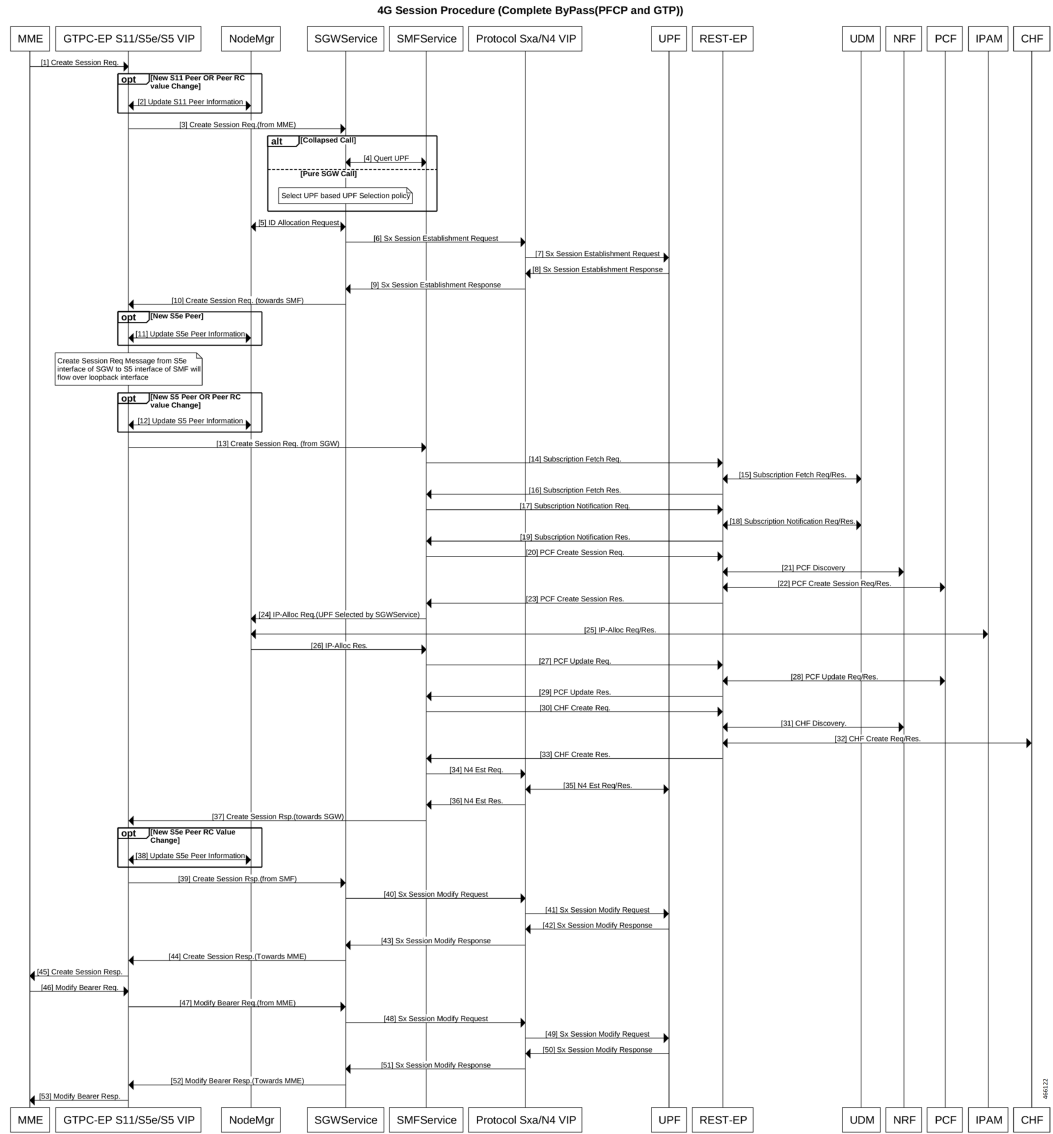 4G Session Procedure (Complete ByPass(PFCP and GTP))
MME
GTPC-EP S11/S5e/S5 VIP
NodeMgr
SGWService
SMFService
Protocol Sxa/N4 VIP
UPF
REST-EP
UDM
NRF
PCF
IPAM
CHF
[1] Create Session Req.
opt
[New S11 Peer OR Peer RC
value Change]
[2] Update S11 Peer Information
[3] Create Session Req.(from MME)
alt
[Collapsed Call]
[4] Quert UPF
[Pure SGW Call]
Select UPF based UPF Selection policy
[5] ID Allocation Request
[6] Sx Session Establishment Request
[7] Sx Session Establishment Request
[8] Sx Session Establishment Response
[9] Sx Session Establishment Response
[10] Create Session Req. (towards SMF)
opt
[New S5e Peer]
[11] Update S5e Peer Information
Create Session Req Message from S5e
interface of SGW to S5 interface of SMF will
flow over loopback interface
opt
[New S5 Peer OR Peer RC
value Change]
[12] Update S5 Peer Information
[13] Create Session Req. (from SGW)
[14] Subscription Fetch Req.
[15] Subscription Fetch Req/Res.
[16] Subscription Fetch Res.
[17] Subscription Notification Req.
[18] Subscription Notification Req/Res.
[19] Subscription Notification Res.
[20] PCF Create Session Req.
[21] PCF Discovery
[22] PCF Create Session Req/Res.
[23] PCF Create Session Res.
[24] IP-Alloc Req.(UPF Selected by SGWService)
[25] IP-Alloc Req/Res.
[26] IP-Alloc Res.
[27] PCF Update Req.
[28] PCF Update Req/Res.
[29] PCF Update Res.
[30] CHF Create Req.
[31] CHF Discovery.
[32] CHF Create Req/Res.
[33] CHF Create Res.
[34] N4 Est Req.
[35] N4 Est Req/Res.
[36] N4 Est Res.
[37] Create Session Rsp.(towards SGW)
opt
[New S5e Peer RC Value
Change]
[38] Update S5e Peer Information
[39] Create Session Rsp.(from SMF)
[40] Sx Session Modify Request
[41] Sx Session Modify Request
[42] Sx Session Modify Response
[43] Sx Session Modify Response
[44] Create Session Resp.(Towards MME)
[45] Create Session Resp.
[46] Modify Bearer Req.
[47] Modify Bearer Req.(from MME)
[48] Sx Session Modify Request
[49] Sx Session Modify Request
[50] Sx Session Modify Response
[51] Sx Session Modify Response
[52] Modify Bearer Resp.(Towards MME)
[53] Modify Bearer Resp.
466122
MME
GTPC-EP S11/S5e/S5 VIP
NodeMgr
SGWService
SMFService
Protocol Sxa/N4 VIP
UPF
REST-EP
UDM
NRF
PCF
IPAM
CHF